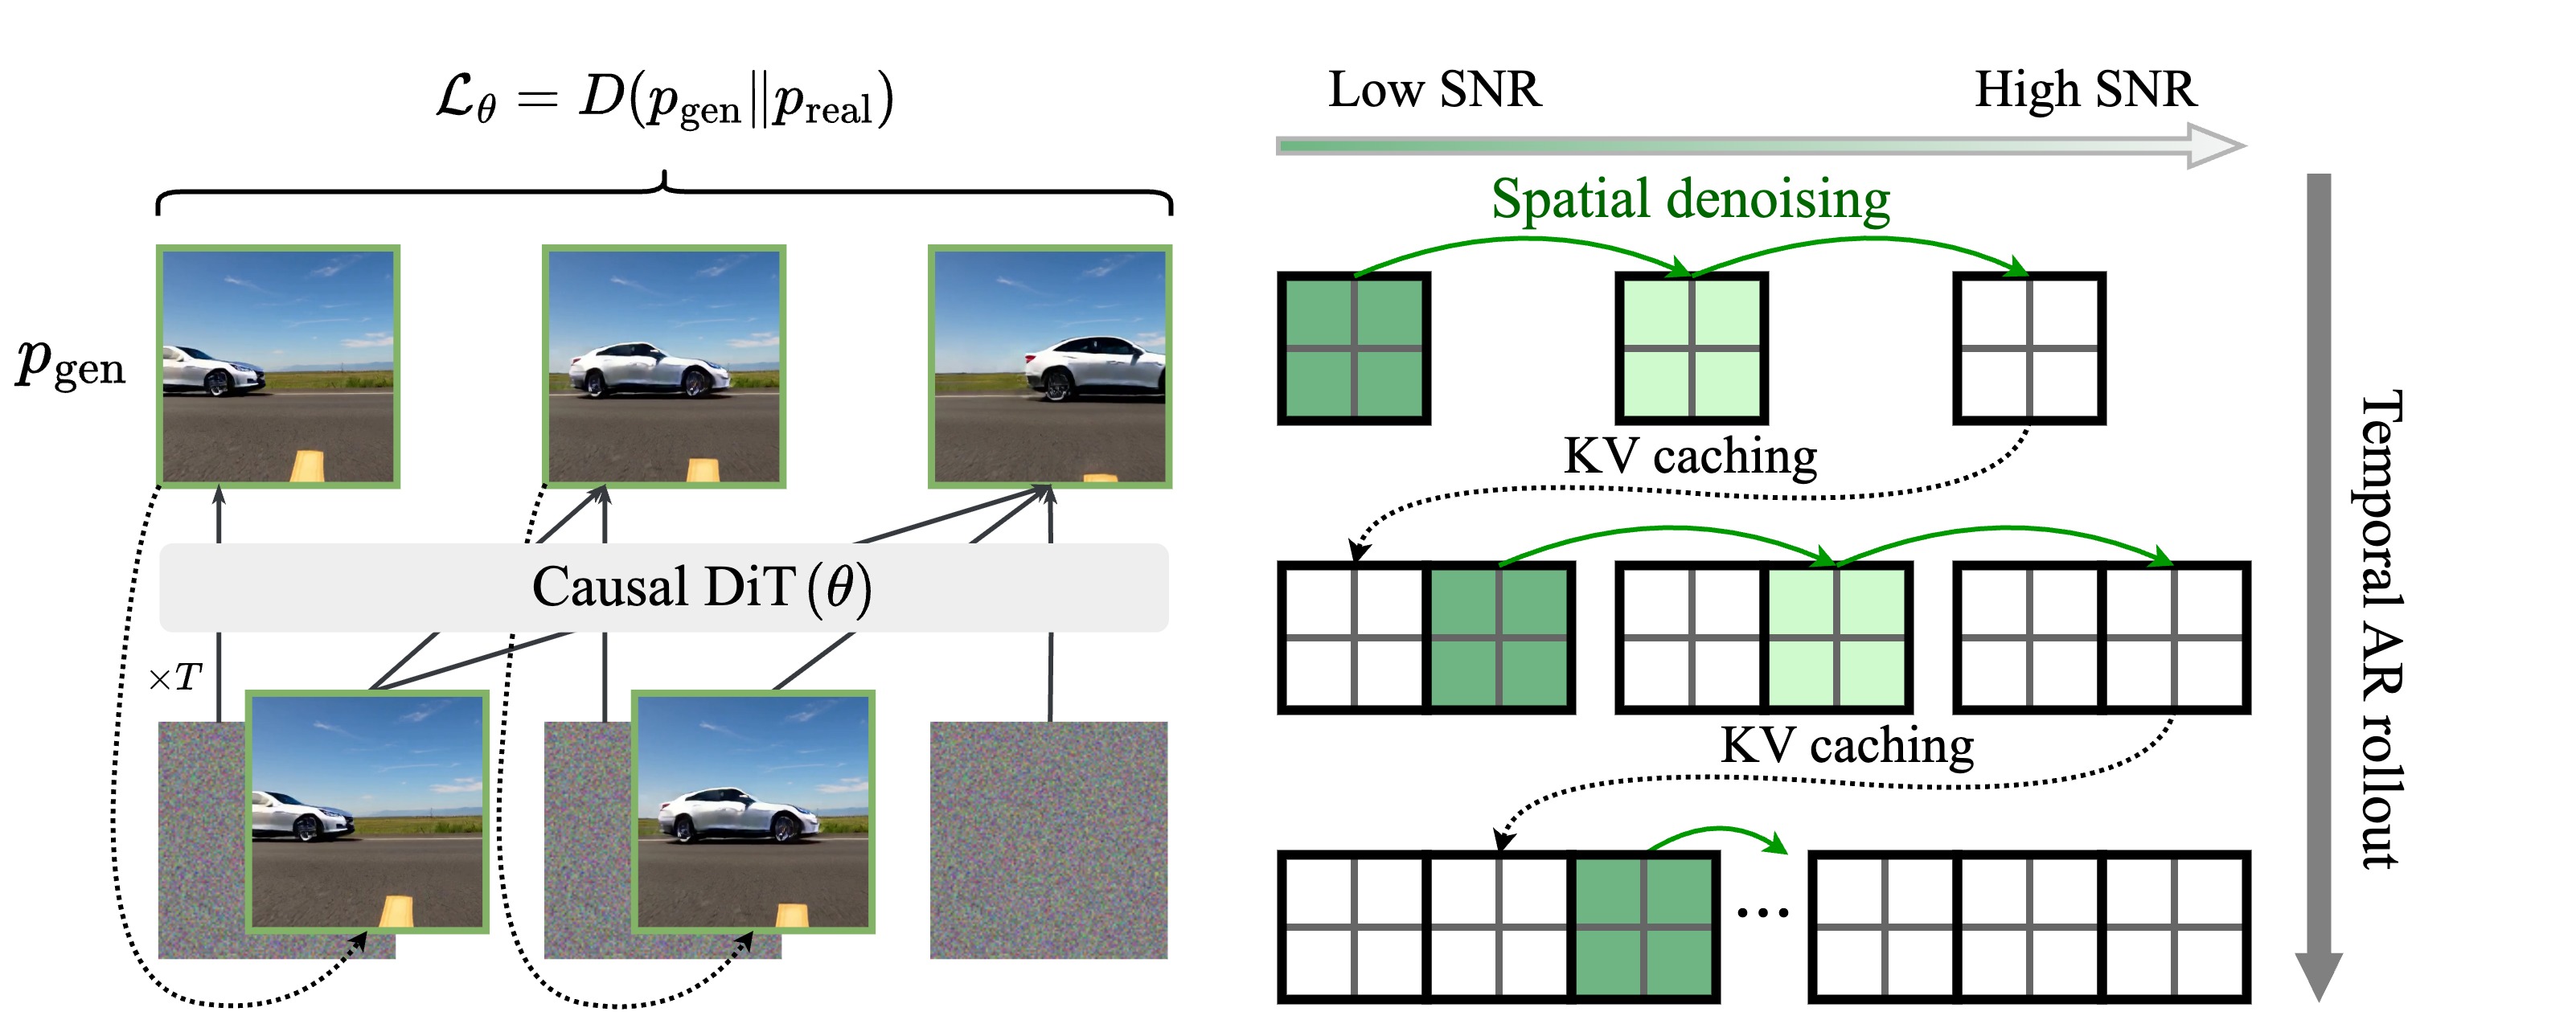 $\mathcal{L}_\theta = D(p_{\text{gen}} \| p_{\text{real}})$
$p_{\text{gen}}$
Causal DiT $(\theta)$
$\times T$
Low SNR
High SNR
Spatial denoising
KV caching
KV caching
...
Temporal AR rollout